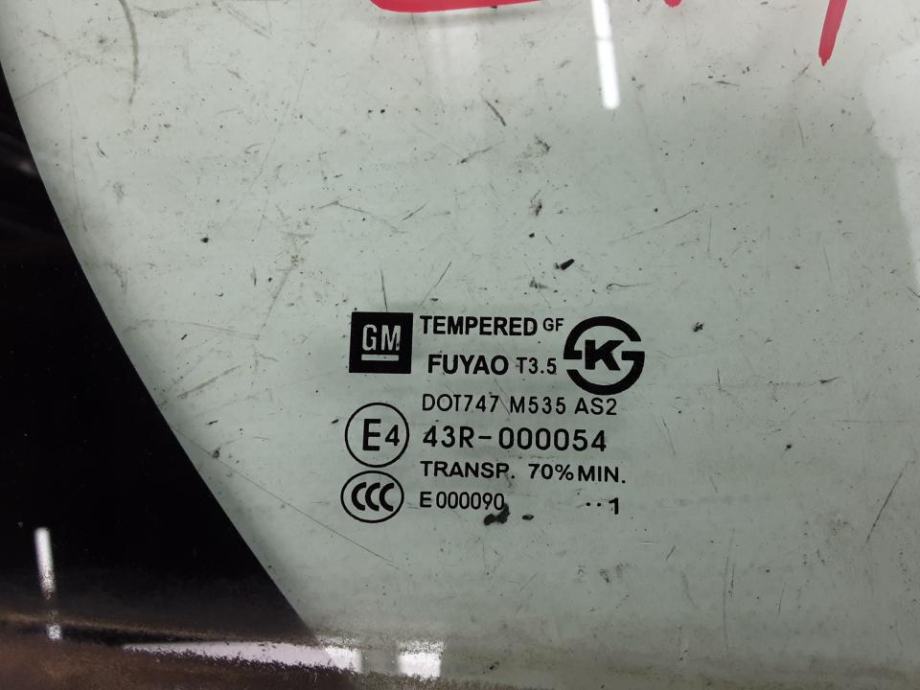 GM
TEMPERED GF
FUYAO T3.5
K
DOT747 M535 AS2
E4 43R-000054
TRANSP. 70%MIN.
CCC E000090 ··1